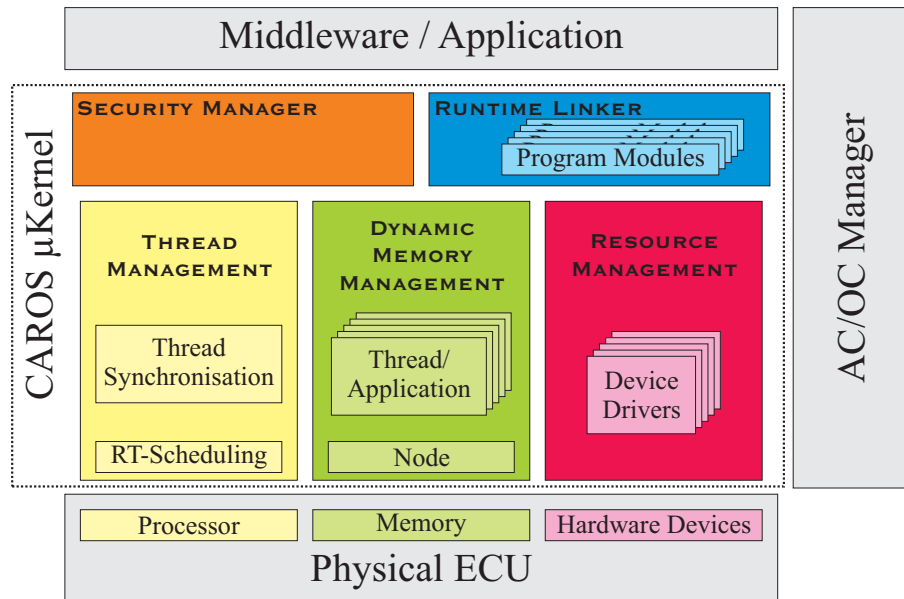 Middleware / Application
CAROS µKernel
SECURITY MANAGER
RUNTIME LINKER
Program Modules
THREAD
MANAGEMENT
Thread
Synchronisation
RT-Scheduling
DYNAMIC
MEMORY
MANAGEMENT
Thread/
Application
Node
RESOURCE
MANAGEMENT
Device
Drivers
AC/OC Manager
Processor
Memory
Hardware Devices
Physical ECU